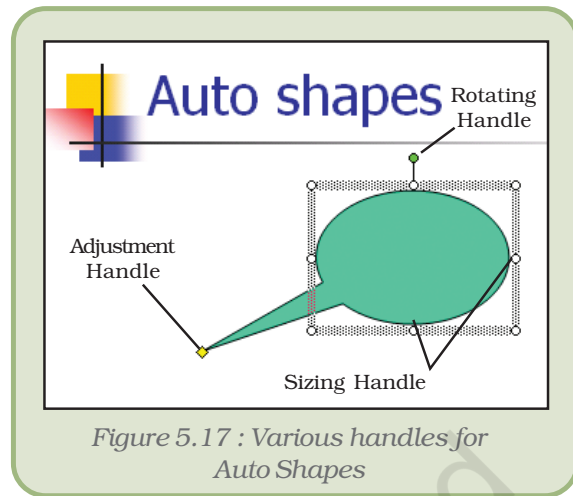 Auto shapes
Rotating
Handle
Adjustment
Handle
Sizing Handle
Figure 5.17 : Various handles for
Auto Shapes